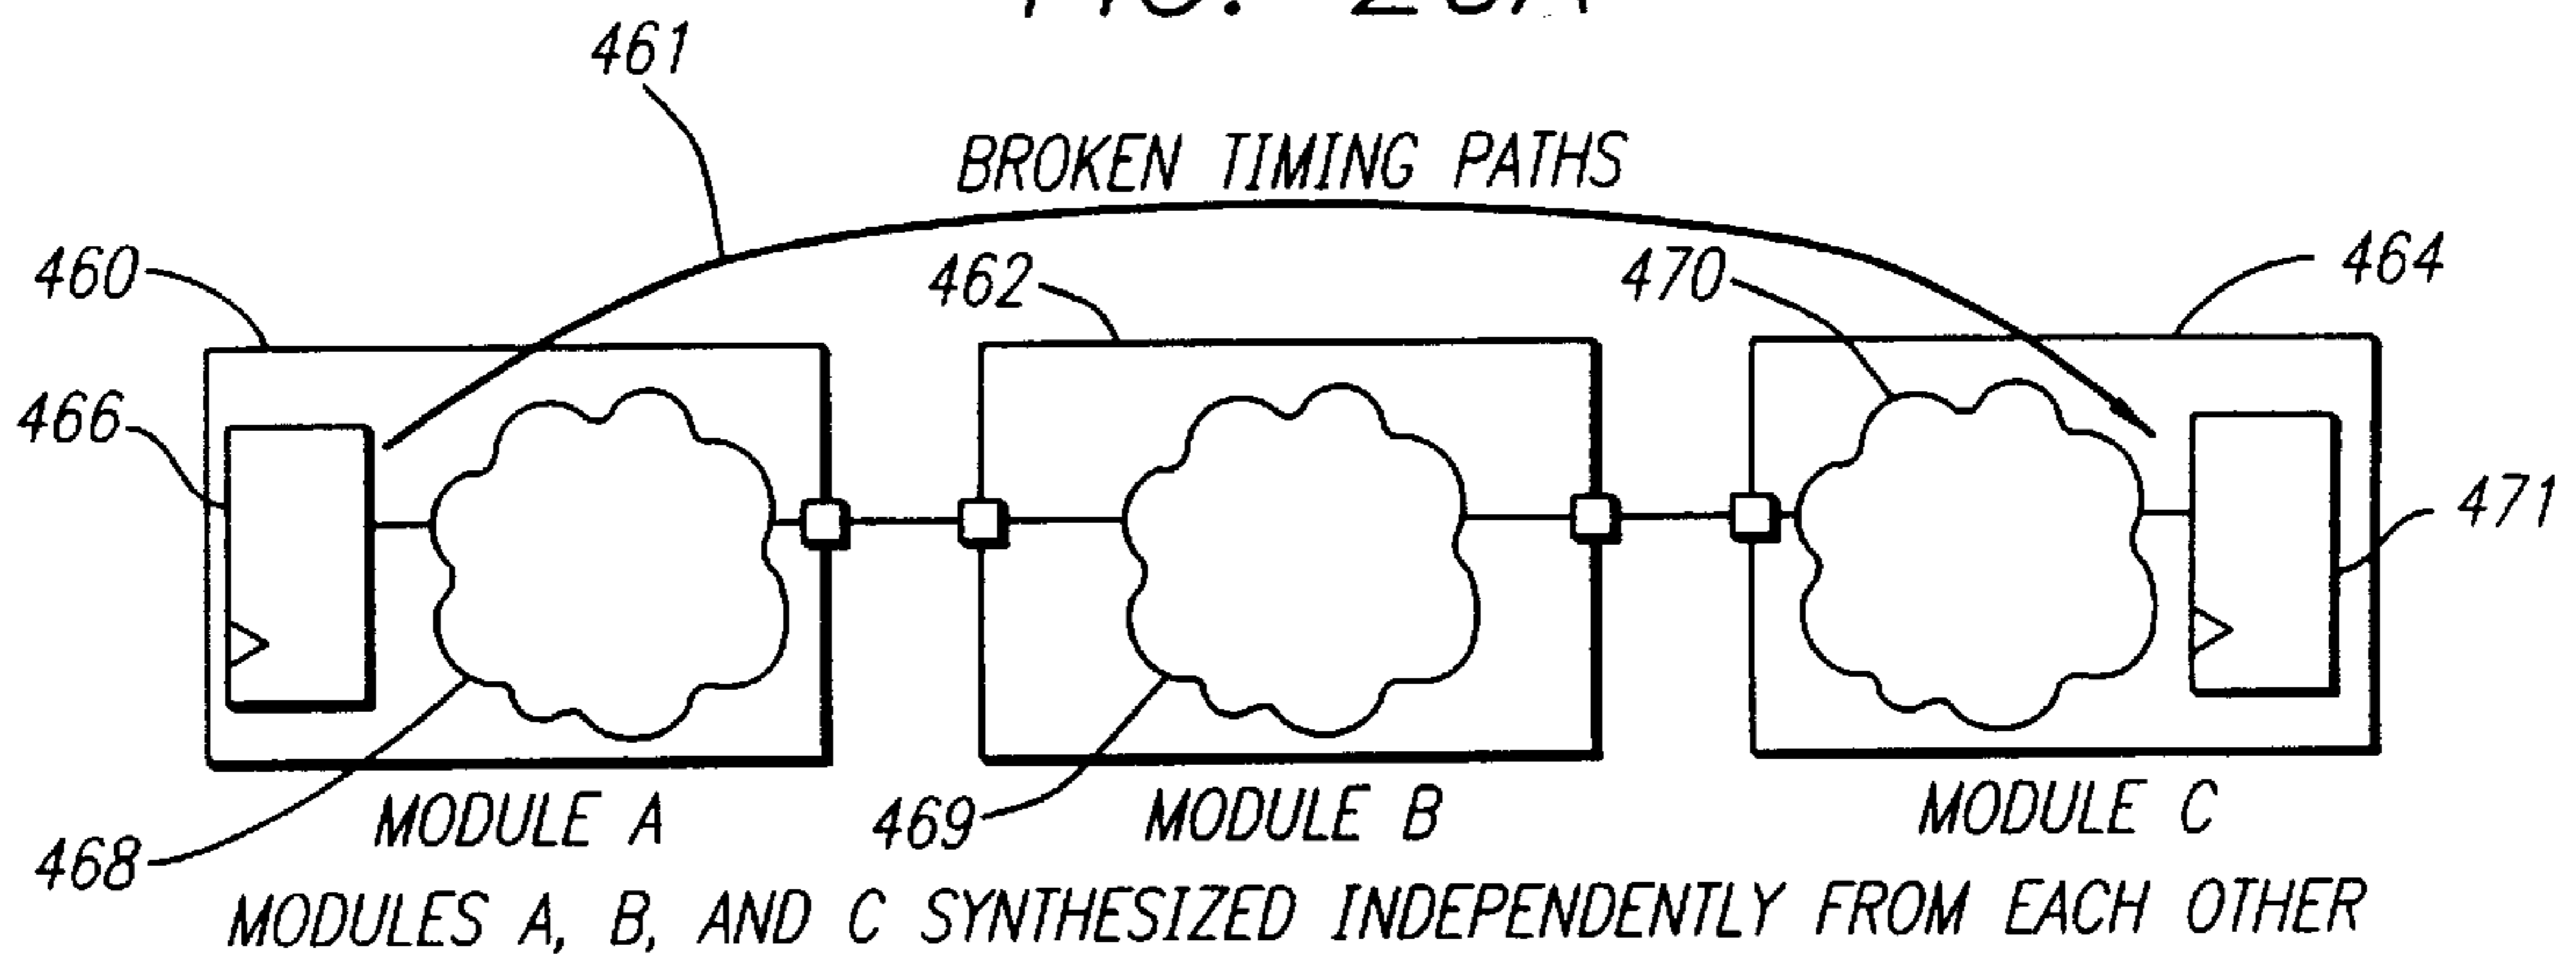 461
BROKEN TIMING PATHS
460
462
470
464
466
471
468
MODULE A
469
MODULE B
MODULE C
MODULES A, B, AND C SYNTHESIZED INDEPENDENTLY FROM EACH OTHER